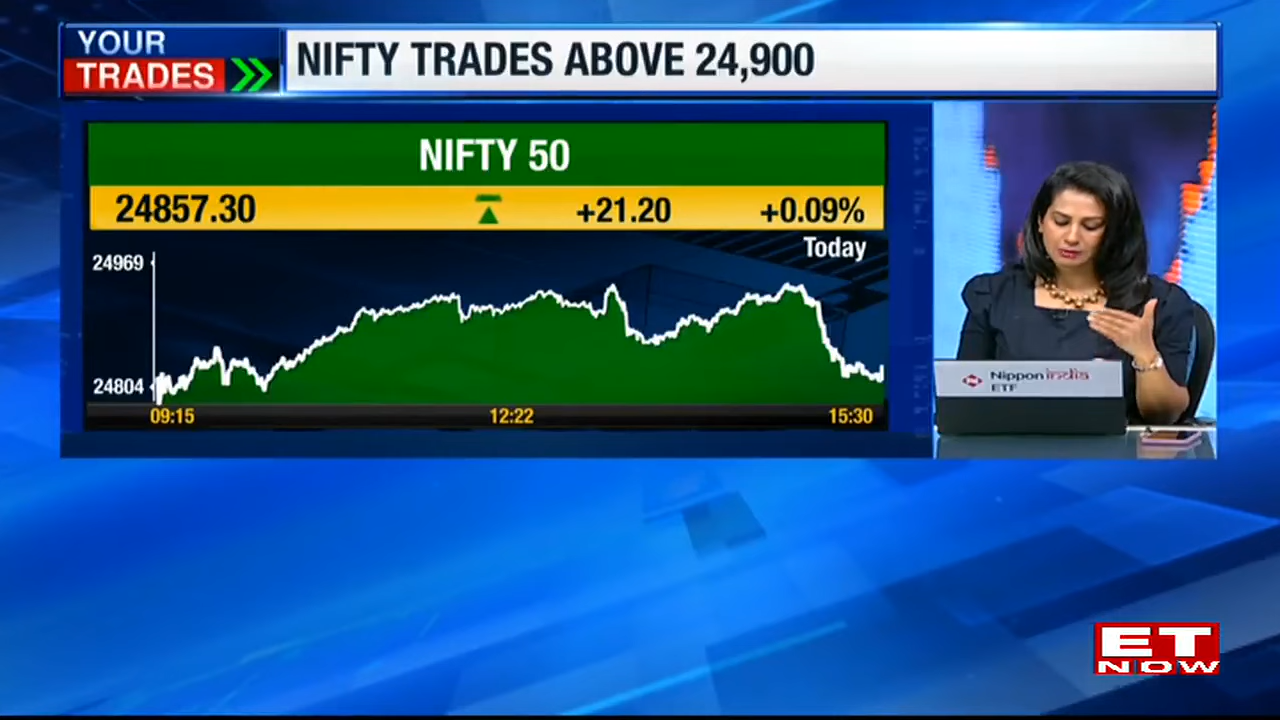 YOUR
TRADES
NIFTY TRADES ABOVE 24,900
NIFTY 50
24857.30 +21.20 +0.09%
Today
24969
24804
09:15 12:22 15:30
Nippon india
ETF
ET
NOW